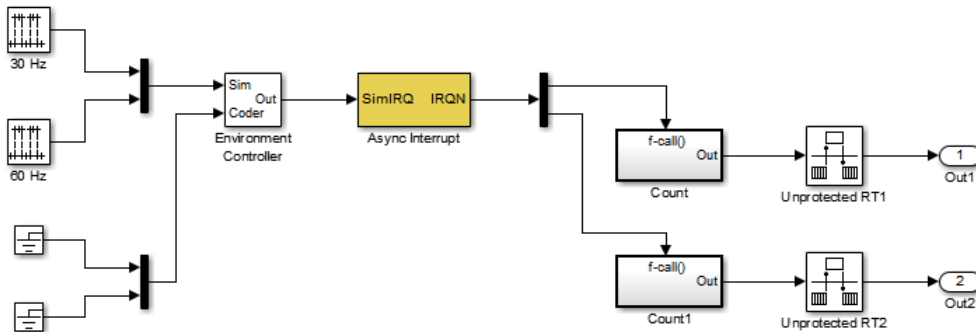 30 Hz
60 Hz
Sim
Out
Coder
Environment
Controller
SimIRQ IRQN
Async Interrupt
f-call()
Out
Count
Unprotected RT1
1
Out1
f-call()
Out
Count1
Unprotected RT2
2
Out2